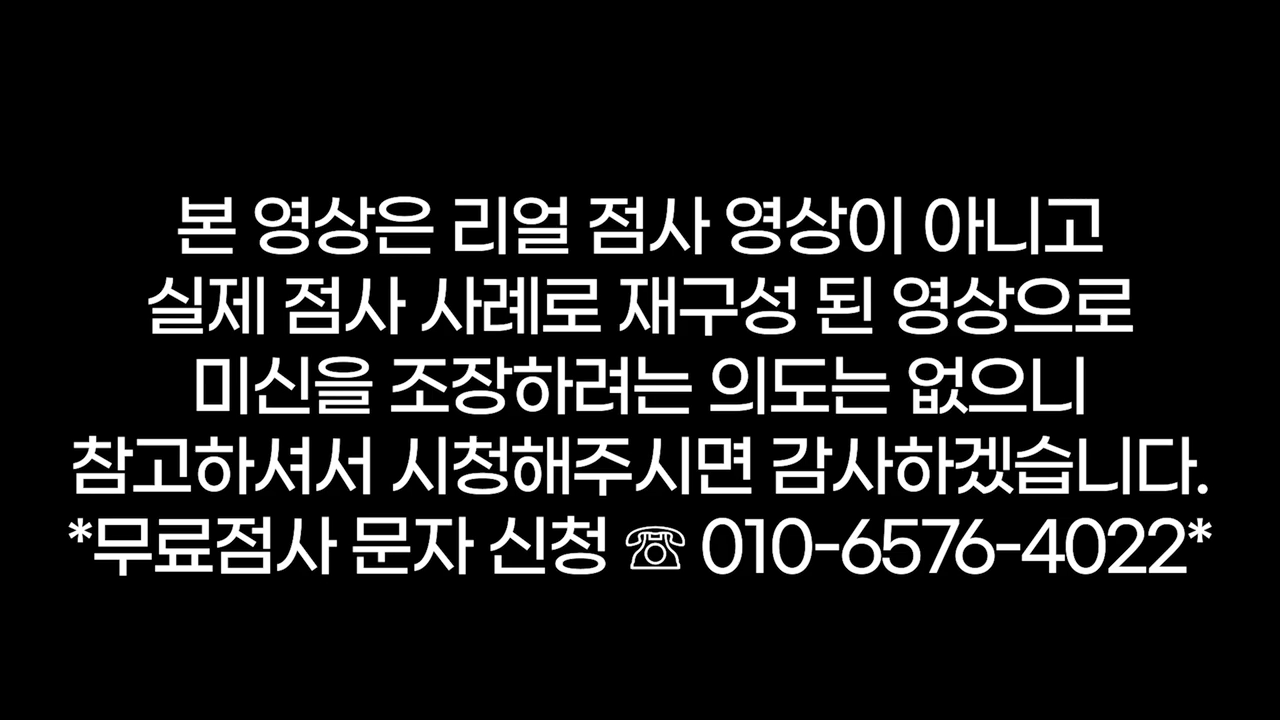 본 영상은 리얼 점사 영상이 아니고
실제 점사 사례로 재구성 된 영상으로
미신을 조장하려는 의도는 없으니
참고하셔서 시청해주시면 감사하겠습니다.
*무료점사 문자 신청 ☏ 010-6576-4022*